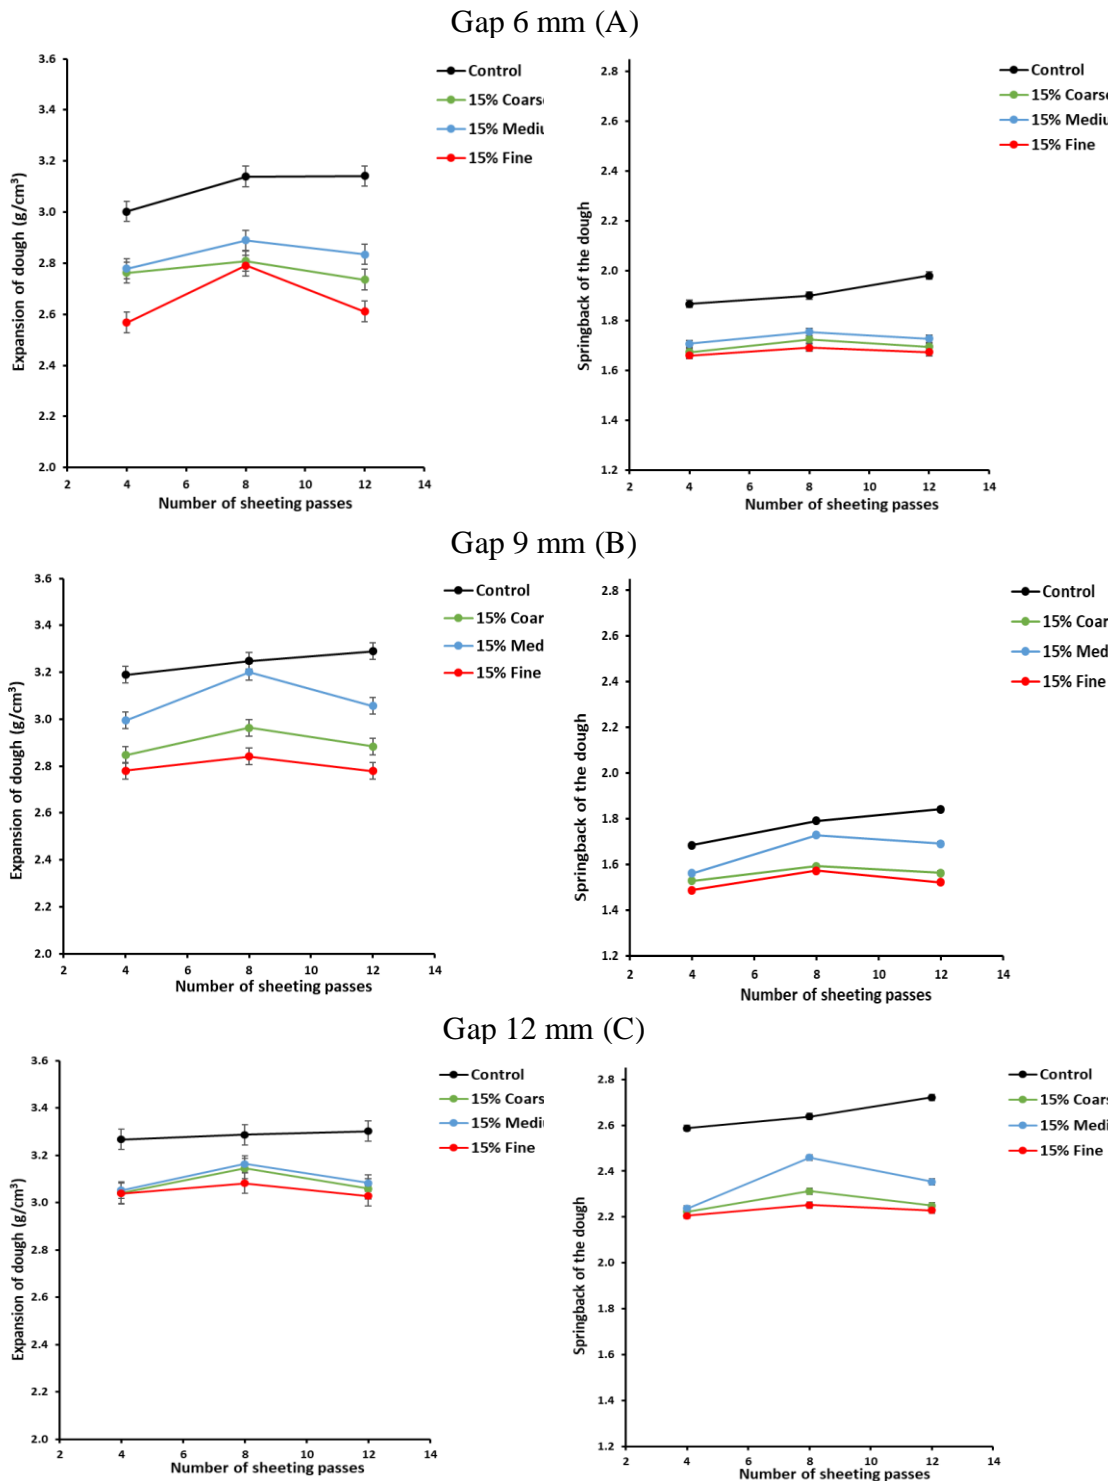 Gap 6 mm (A)
3.6
3.4
3.2
3.0
2.8
2.6
2.4
2.2
2.0
2 4 6 8 10 12 14
Expansion of dough (g/cm³)
Number of sheeting passes
Control
15% Coars
15% Mediu
15% Fine
2.8
2.6
2.4
2.2
2.0
1.8
1.6
1.4
1.2
2 4 6 8 10 12 14
Springback of the dough
Number of sheeting passes
Control
15% Coarse
15% Mediu
15% Fine
Gap 9 mm (B)
3.6
3.4
3.2
3.0
2.8
2.6
2.4
2.2
2.0
2 4 6 8 10 12 14
Expansion of dough (g/cm³)
Number of sheeting passes
Control
15% Coar
15% Med
15% Fine
2.8
2.6
2.4
2.2
2.0
1.8
1.6
1.4
1.2
2 4 6 8 10 12 14
Springback of the dough
Number of sheeting passes
Control
15% Coar
15% Med
15% Fine
Gap 12 mm (C)
3.6
3.4
3.2
3.0
2.8
2.6
2.4
2.2
2.0
2 4 6 8 10 12 14
Expansion of dough (g/cm³)
Number of sheeting passes
Control
15% Coars
15% Mediu
15% Fine
2.8
2.6
2.4
2.2
2.0
1.8
1.6
1.4
1.2
2 4 6 8 10 12 14
Springback of the dough
Number of sheeting passes
Control
15% Coars
15% Medi
15% Fine